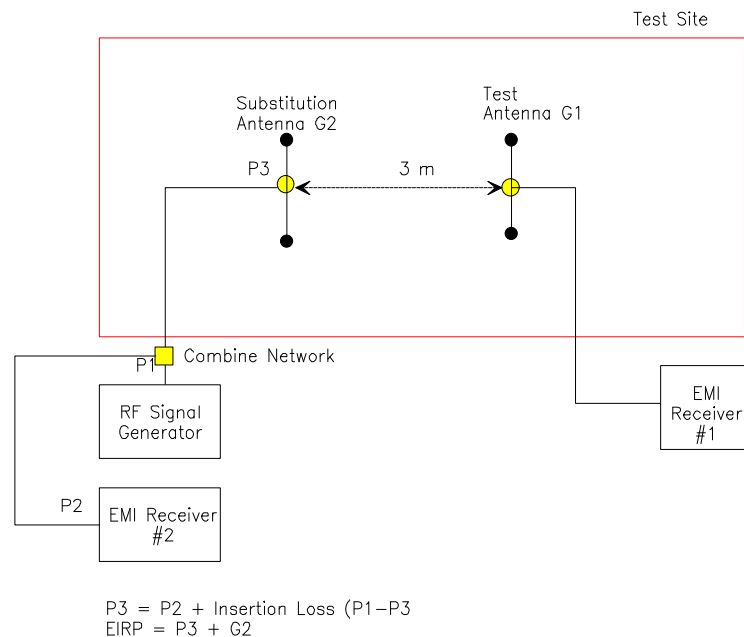 Test Site
Substitution
Antenna G2
Test
Antenna G1
P3
3 m
P1
Combine Network
RF Signal
Generator
EMI
Receiver
#1
P2
EMI Receiver
#2
P3 = P2 + Insertion Loss (P1-P3
EIRP = P3 + G2